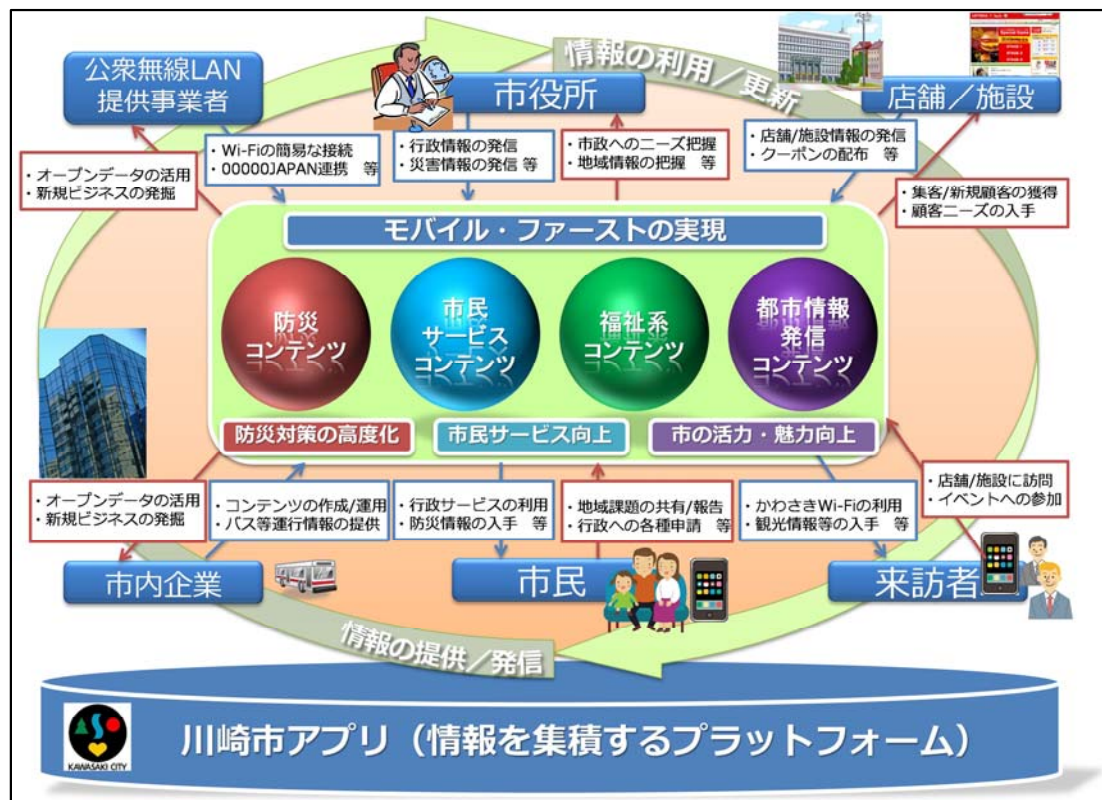 情報の利用／更新
公衆無線LAN
提供事業者
市役所
店舗／施設
・オープンデータの活用
・新規ビジネスの発掘
・Wi-Fiの簡易な接続
・00000JAPAN連携　等
・行政情報の発信
・災害情報の発信 等
・市政へのニーズ把握
・地域情報の把握　等
・店舗/施設情報の発信
・クーポンの配布　等
・集客/新規顧客の獲得
・顧客ニーズの入手
モバイル・ファーストの実現
防災
コンテンツ
市民
サービス
コンテンツ
福祉系
コンテンツ
都市情報
発信
コンテンツ
防災対策の高度化
市民サービス向上
市の活力・魅力向上
・オープンデータの活用
・新規ビジネスの発掘
・コンテンツの作成/運用
・バス等運行情報の提供
・行政サービスの利用
・防災情報の入手　等
・地域課題の共有/報告
・行政への各種申請　等
・かわさきWi-Fiの利用
・観光情報等の入手　等
・店舗/施設に訪問
・イベントへの参加
市内企業
市民
来訪者
情報の提供／発信
川崎市アプリ（情報を集積するプラットフォーム）
KAWASAKI CITY